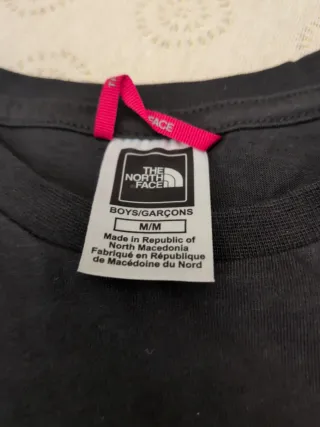 FACE
THE
NORTH
FACE
BOYS/GARÇONS
M/M
Made in Republic of
North Macedonia
Fabriqué en République
de Macédoine du Nord